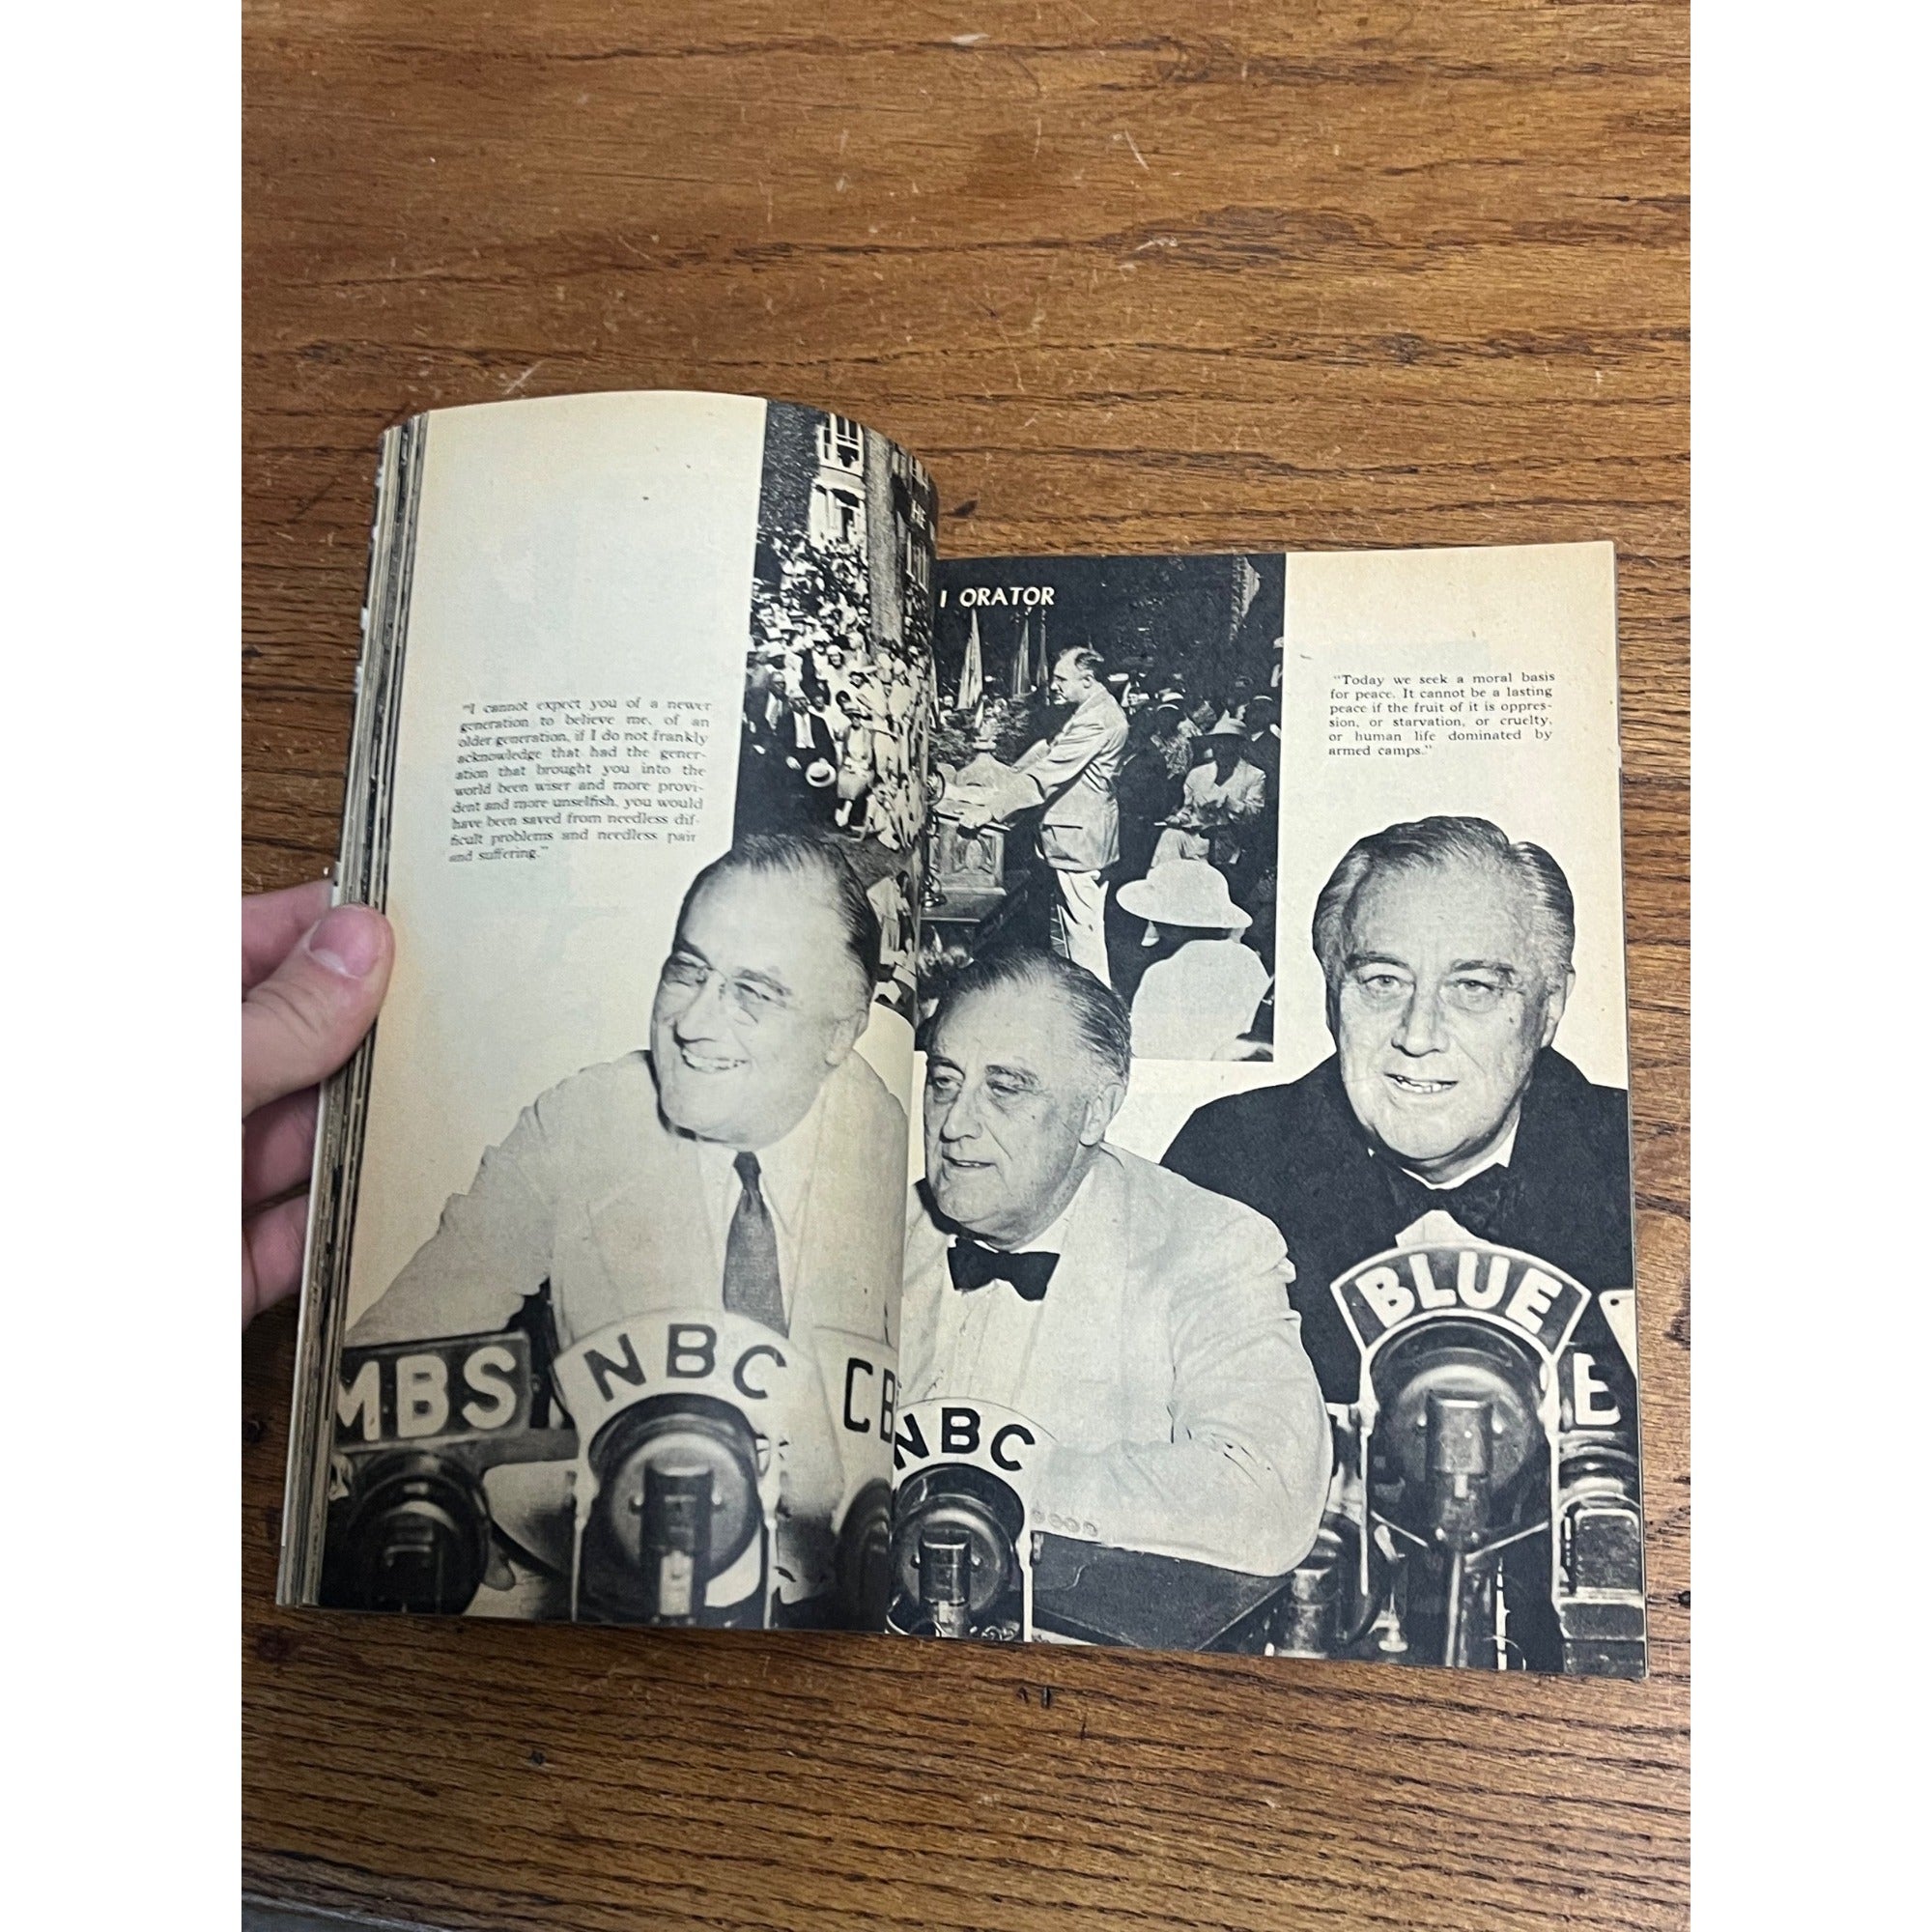 HE
I ORATOR
"I cannot expect you of a newer
generation to believe me, of an
older generation, if I do not frankly
acknowledge that had the gener-
ation that brought you into the
world been wiser and more provi-
dent and more unselfish, you would
have been saved from needless dif-
ficult problems and needless pain
and suffering."
"Today we seek a moral basis
for peace. It cannot be a lasting
peace if the fruit of it is oppres-
sion, or starvation, or cruelty,
or human life dominated by
armed camps."
MBS
NBC
CB
NBC
BLUE